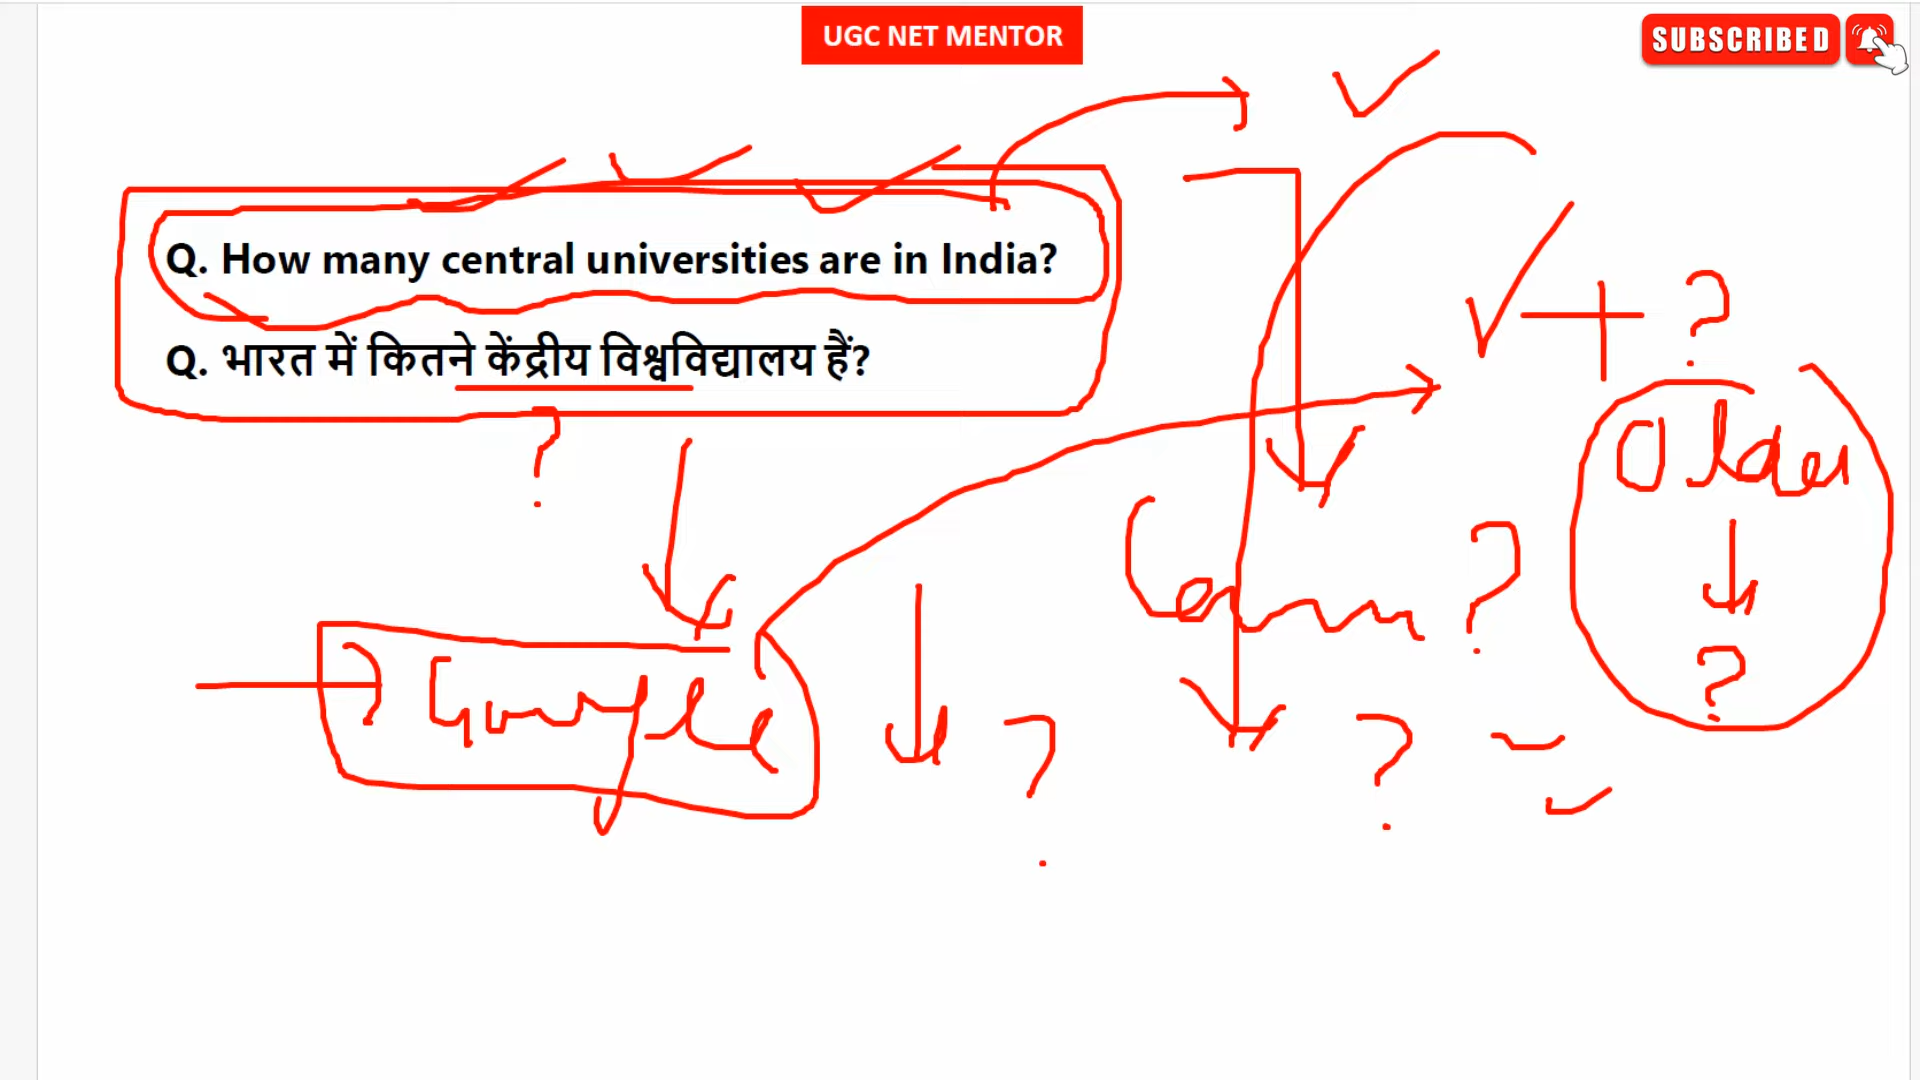 UGC NET MENTOR
SUBSCRIBED
Q. How many central universities are in India?
Q. भारत में कितने केंद्रीय विश्वविद्यालय हैं?
?
+ ?
Older
?
?
Google
?
?